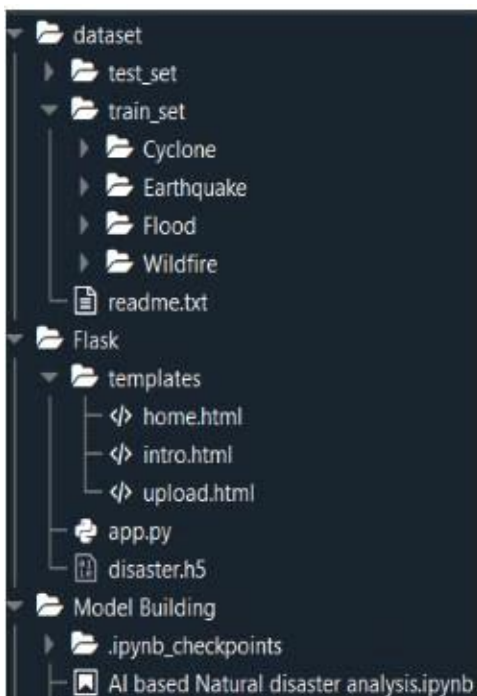 dataset
test_set
train_set
Cyclone
Earthquake
Flood
Wildfire
readme.txt
Flask
templates
home.html
intro.html
upload.html
app.py
disaster.h5
Model Building
.ipynb_checkpoints
AI based Natural disaster analysis.ipynb